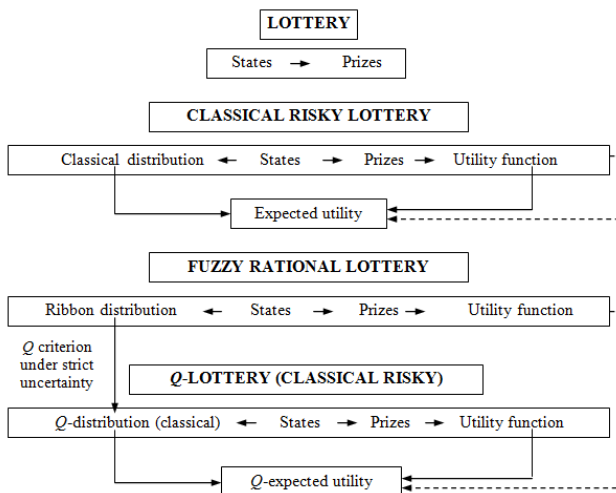 LOTTERY
States Prizes
CLASSICAL RISKY LOTTERY
Classical distribution States Prizes Utility function
Expected utility
FUZZY RATIONAL LOTTERY
Ribbon distribution States Prizes Utility function
Q criterion
under strict
uncertainty
Q-LOTTERY (CLASSICAL RISKY)
Q-distribution (classical) States Prizes Utility function
Q-expected utility